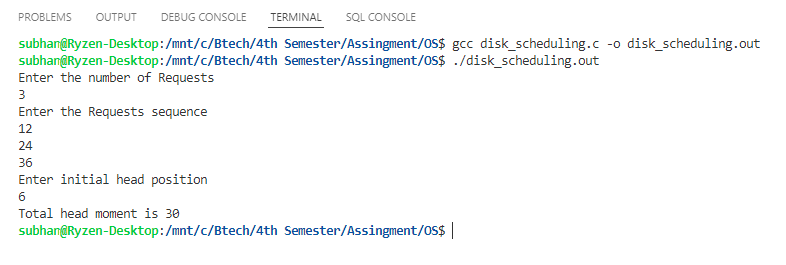 PROBLEMS OUTPUT DEBUG CONSOLE TERMINAL SQL CONSOLE
subhan@Ryzen-Desktop:/mnt/c/Btech/4th Semester/Assingment/OS$ gcc disk_scheduling.c -o disk_scheduling.out
subhan@Ryzen-Desktop:/mnt/c/Btech/4th Semester/Assingment/OS$ ./disk_scheduling.out
Enter the number of Requests
3
Enter the Requests sequence
12
24
36
Enter initial head position
6
Total head moment is 30
subhan@Ryzen-Desktop:/mnt/c/Btech/4th Semester/Assingment/OS$